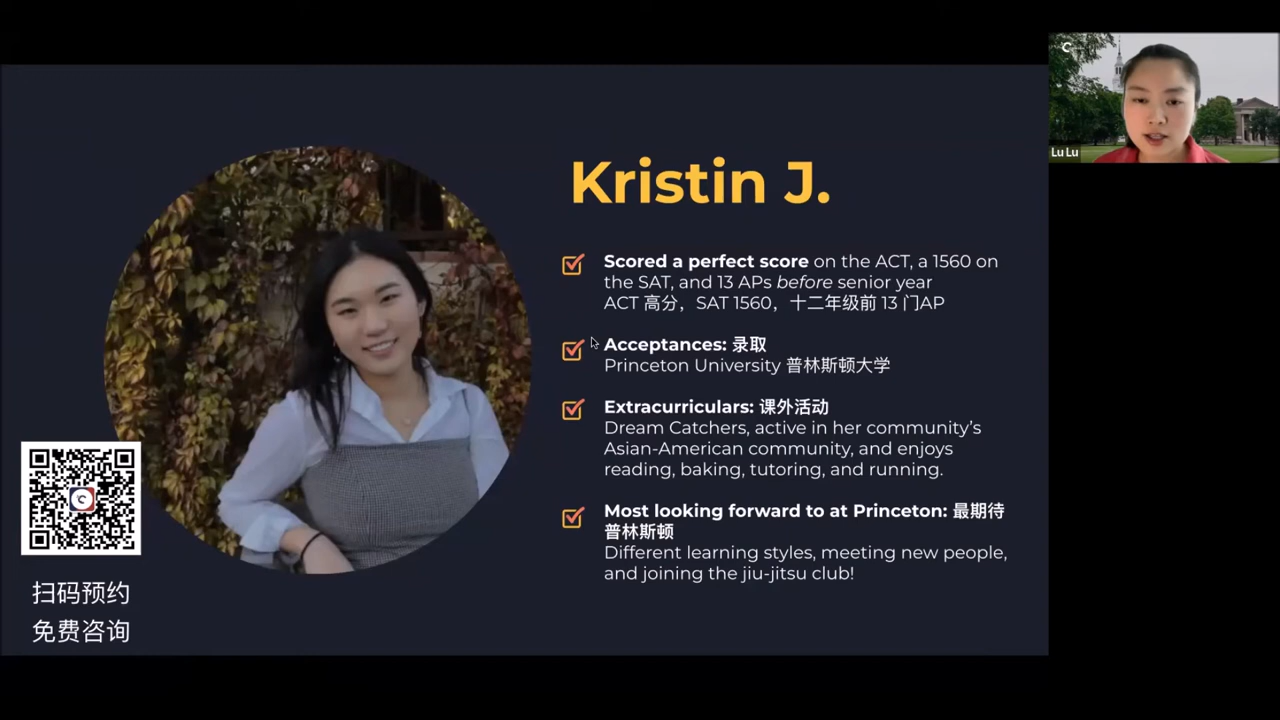 Kristin J.
Scored a perfect score on the ACT, a 1560 on
the SAT, and 13 APs before senior year
ACT 高分，SAT 1560，十二年级前 13 门AP
Acceptances: 录取
Princeton University 普林斯顿大学
Extracurriculars: 课外活动
Dream Catchers, active in her community’s
Asian-American community, and enjoys
reading, baking, tutoring, and running.
Most looking forward to at Princeton: 最期待
普林斯顿
Different learning styles, meeting new people,
and joining the jiu-jitsu club!
扫码预约
免费咨询
Lu Lu